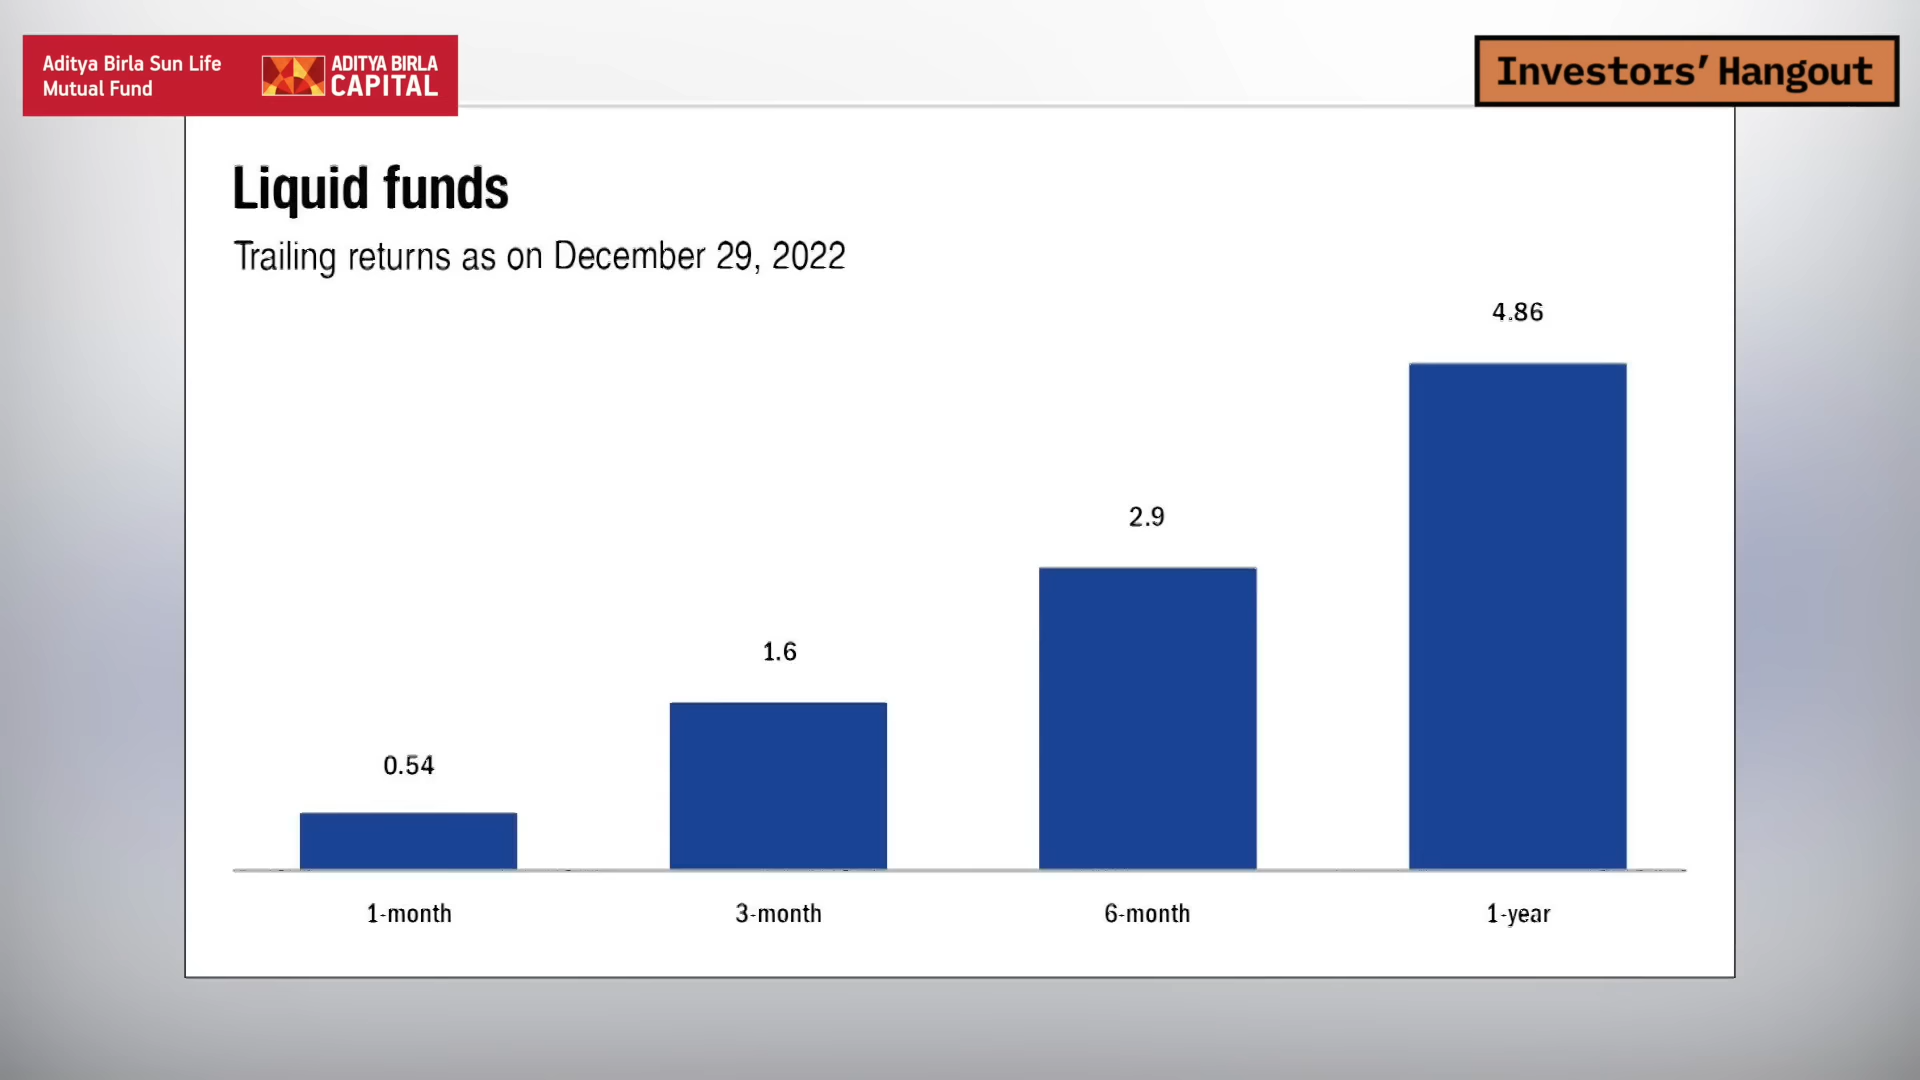 Aditya Birla Sun Life
Mutual Fund
ADITYA BIRLA
CAPITAL
Investors’ Hangout
Liquid funds
Trailing returns as on December 29, 2022
4.86
2.9
1.6
0.54
1-month
3-month
6-month
1-year